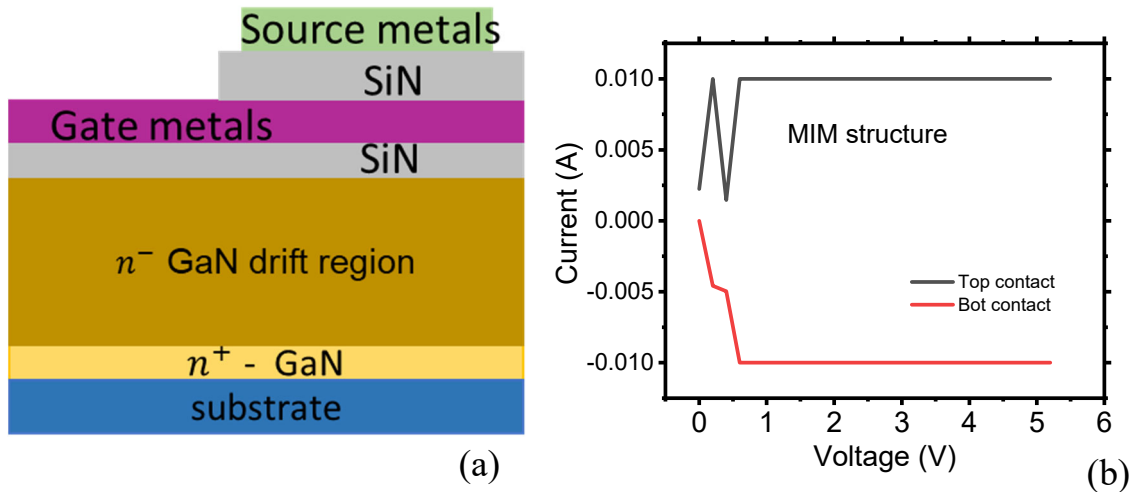 Source metals
SiN
Gate metals
SiN
n⁻ GaN drift region
n⁺ - GaN
substrate
(a)
Current (A)
0.010
0.005
0.000
-0.005
-0.010
MIM structure
Top contact
Bot contact
0 1 2 3 4 5 6
Voltage (V)
(b)